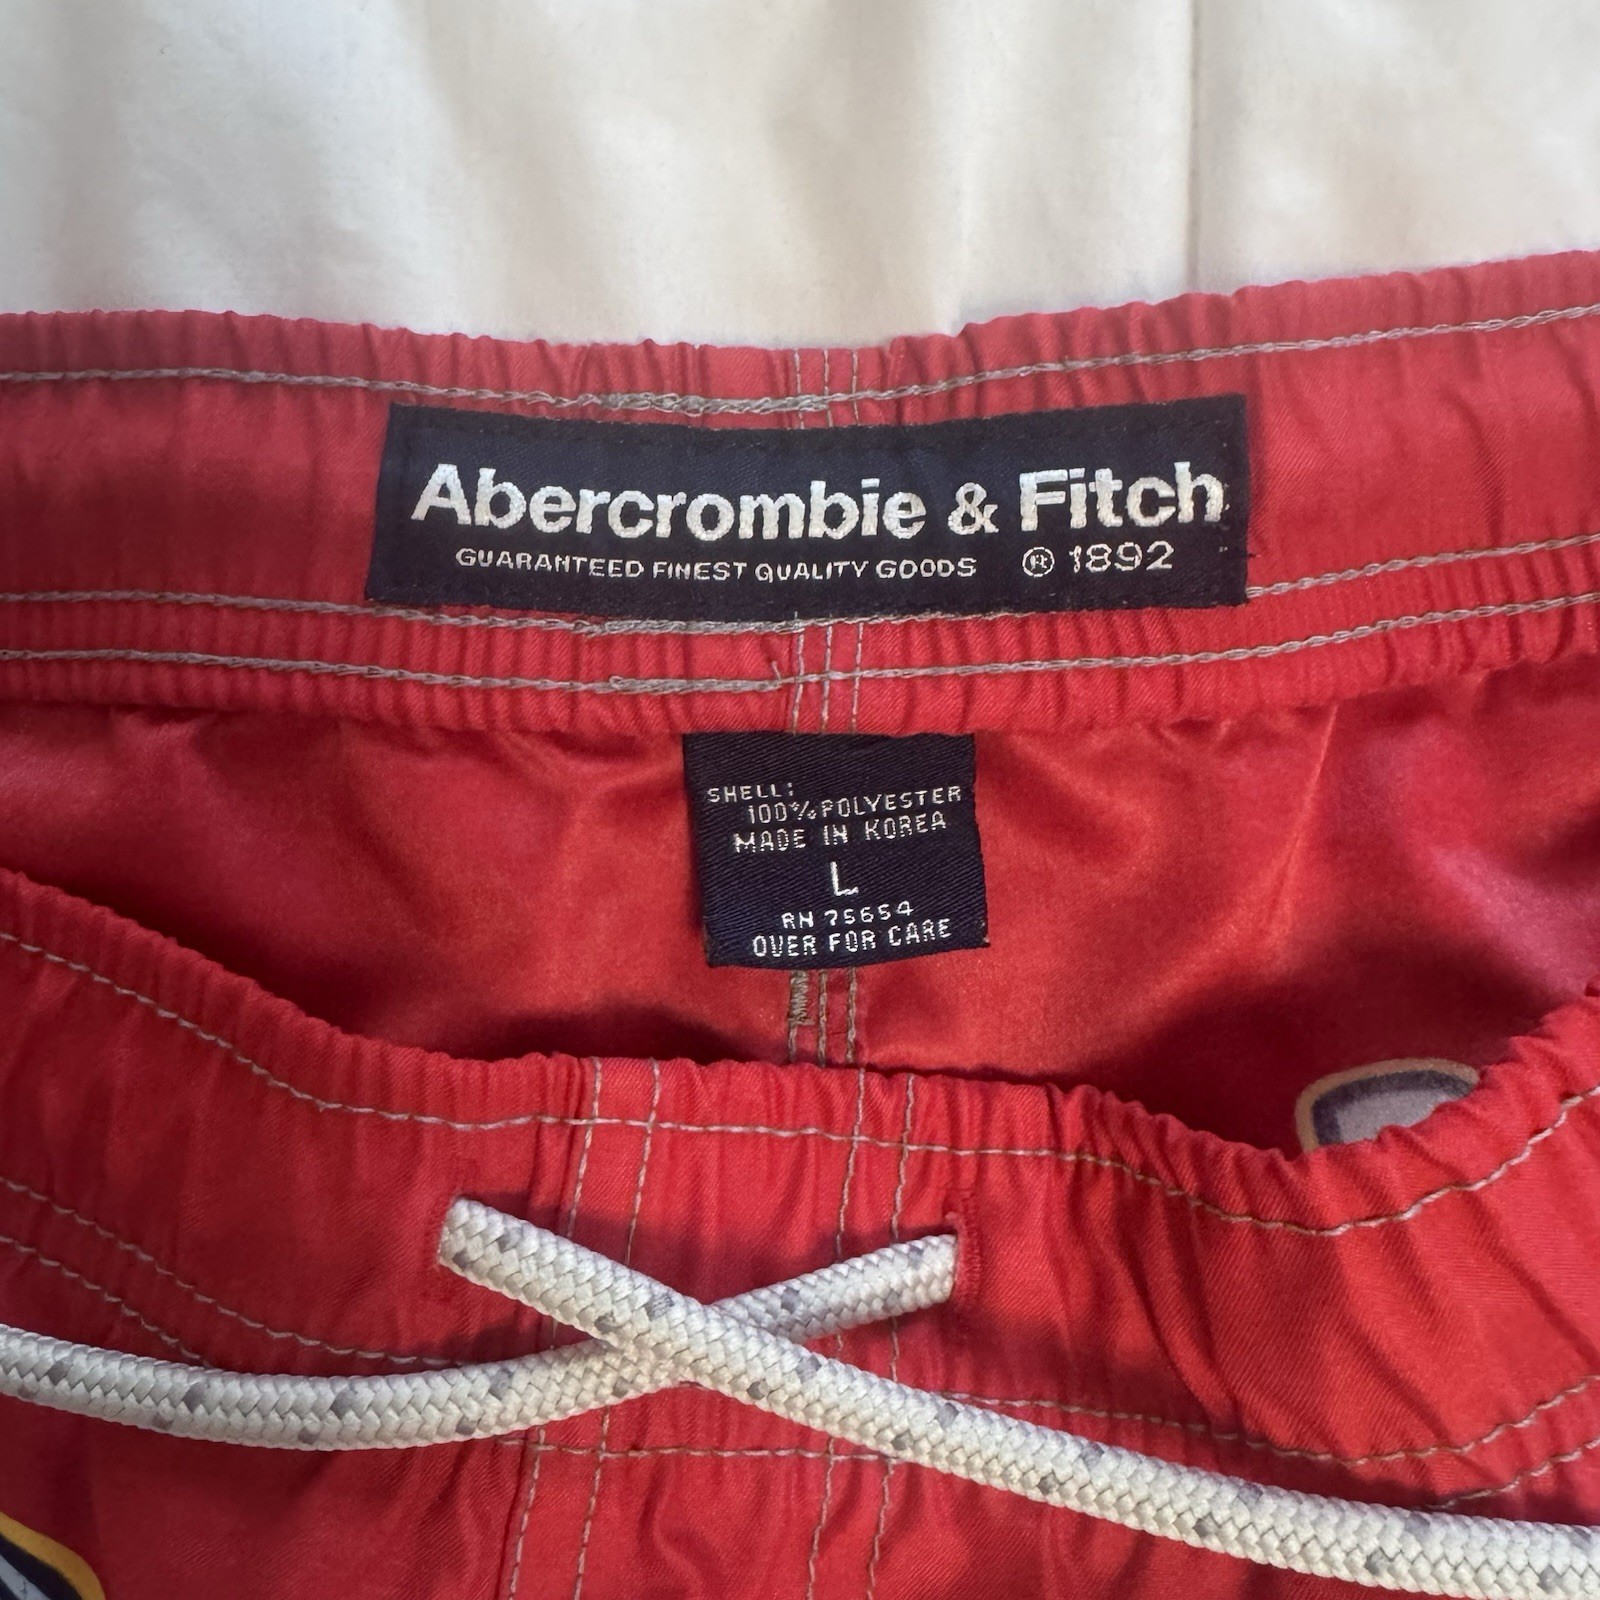 Abercrombie & Fitch
GUARANTEED FINEST QUALITY GOODS ® 1892
SHELL:
100% POLYESTER
MADE IN KOREA
L
RN 75654
OVER FOR CARE